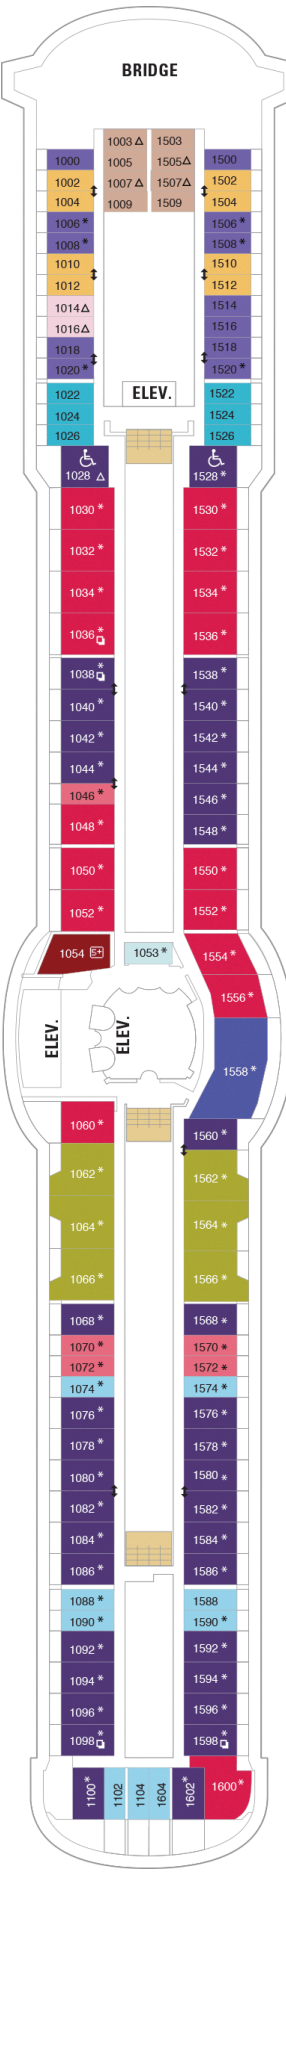 BRIDGE
1003 △ 1503
1000 1005 1505 △ 1500
1002 1007 △ 1507 △ 1502
1004 1009 1509 1504
1006 * 1506 *
1008 * 1508 *
1010 1510
1012 1512
1014 △ 1514
1016 △ 1516
1018 1518
1020 * 1520 *
1022 ELEV. 1522
1024 1524
1026 1526
1028 △ 1528 *
1030 * 1530 *
1032 * 1532 *
1034 * 1534 *
1036 * 1536 *
1038 * 1538 *
1040 * 1540 *
1042 * 1542 *
1044 * 1544 *
1046 * 1546 *
1048 * 1548 *
1050 * 1550 *
1052 * 1552 *
1054 S+ 1053 * 1554 *
1556 *
ELEV. ELEV.
1558 *
1060 * 1560 *
1062 * 1562 *
1064 * 1564 *
1066 * 1566 *
1068 * 1568 *
1070 * 1570 *
1072 * 1572 *
1074 * 1574 *
1076 * 1576 *
1078 * 1578 *
1080 * 1580 *
1082 * 1582 *
1084 * 1584 *
1086 * 1586 *
1088 * 1588
1090 * 1590 *
1092 * 1592 *
1094 * 1594 *
1096 * 1596 *
1098 * 1598 *
1100 * 1102 1104 1604 1602 * 1600 *